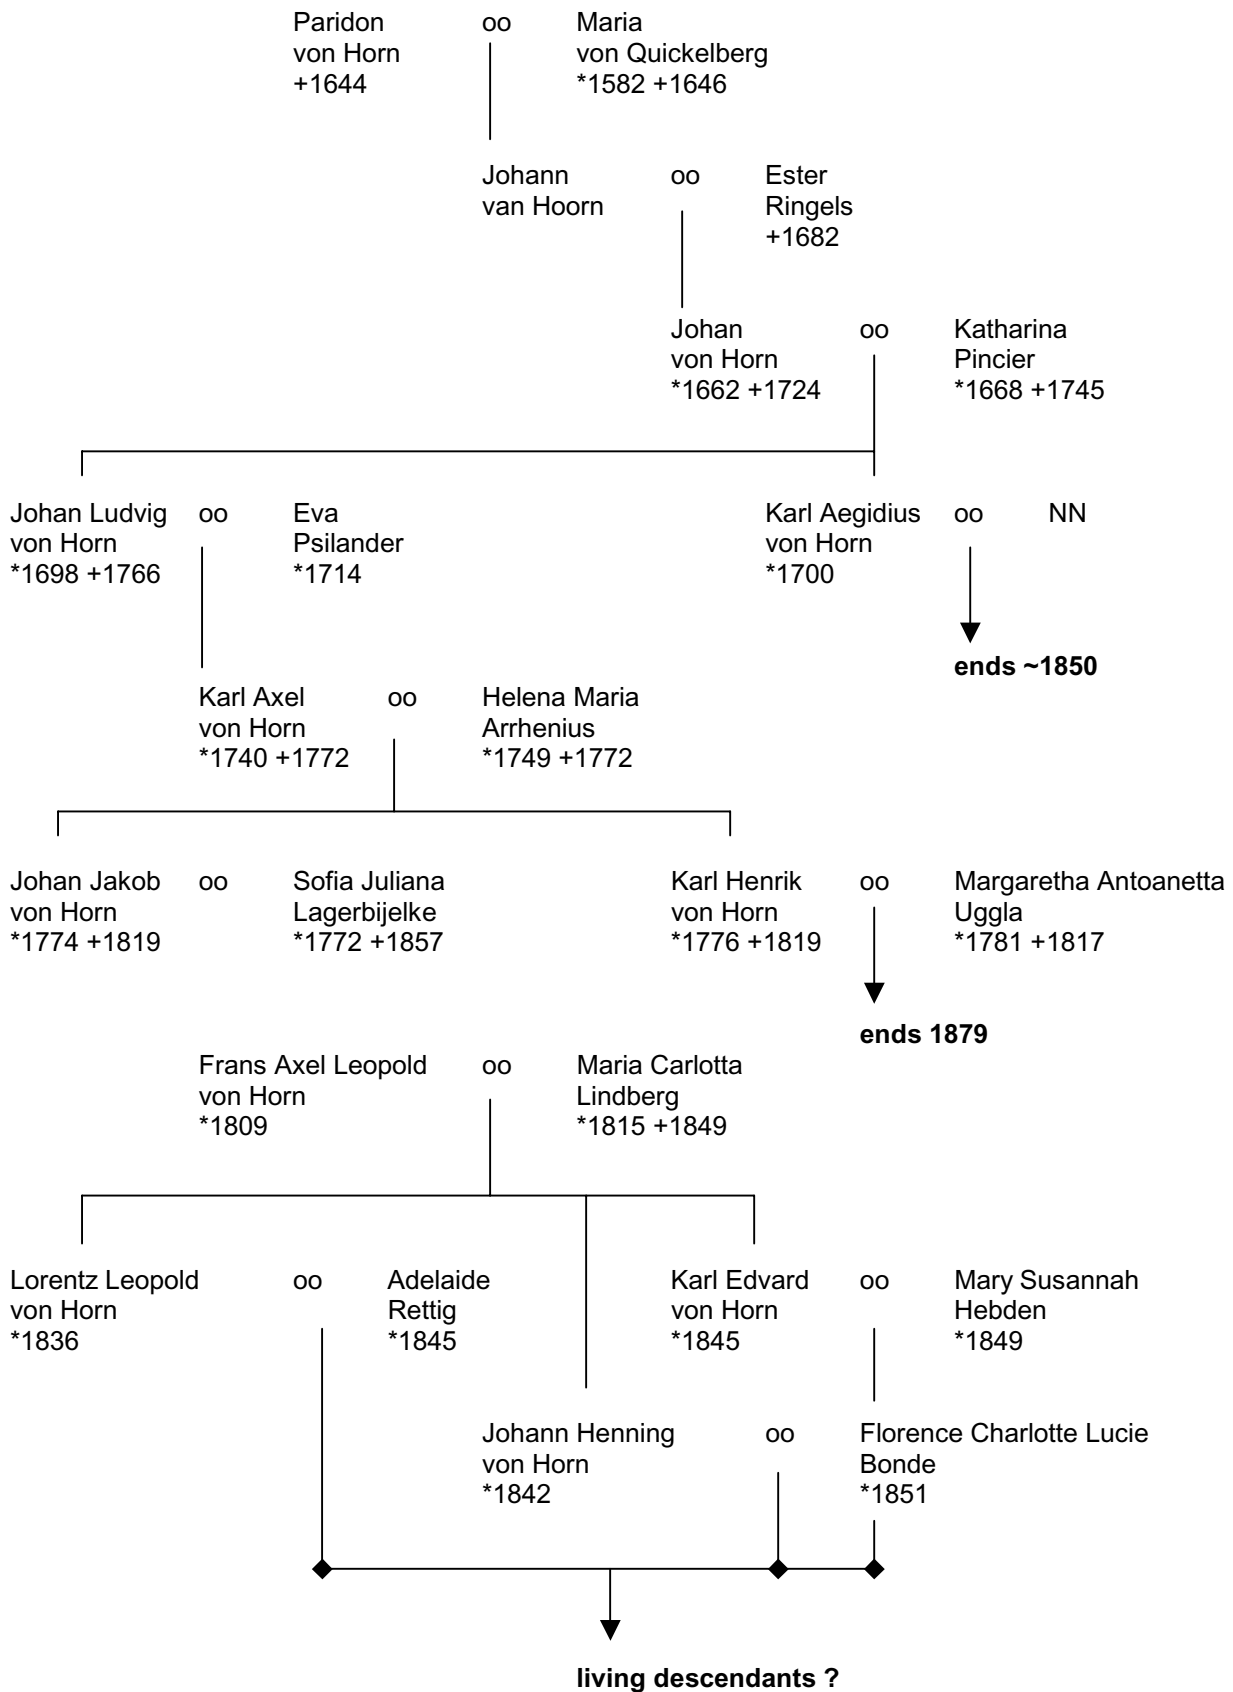 Paridon oo Maria
von Horn von Quickelberg
+1644 *1582 +1646
Johann oo Ester
van Hoorn Ringels
+1682
Johan oo Katharina
von Horn Pincier
*1662 +1724 *1668 +1745
Johan Ludvig oo Eva Karl Aegidius oo NN
von Horn Psilander von Horn
*1698 +1766 *1714 *1700
ends ~1850
Karl Axel oo Helena Maria
von Horn Arrhenius
*1740 +1772 *1749 +1772
Johan Jakob oo Sofia Juliana Karl Henrik oo Margaretha Antoanetta
von Horn Lagerbijelke von Horn Uggla
*1774 +1819 *1772 +1857 *1776 +1819 *1781 +1817
ends 1879
Frans Axel Leopold oo Maria Carlotta
von Horn Lindberg
*1809 *1815 +1849
Lorentz Leopold oo Adelaide Karl Edvard oo Mary Susannah
von Horn Rettig von Horn Hebden
*1836 *1845 *1845 *1849
Johann Henning oo Florence Charlotte Lucie
von Horn Bonde
*1842 *1851
living descendants ?